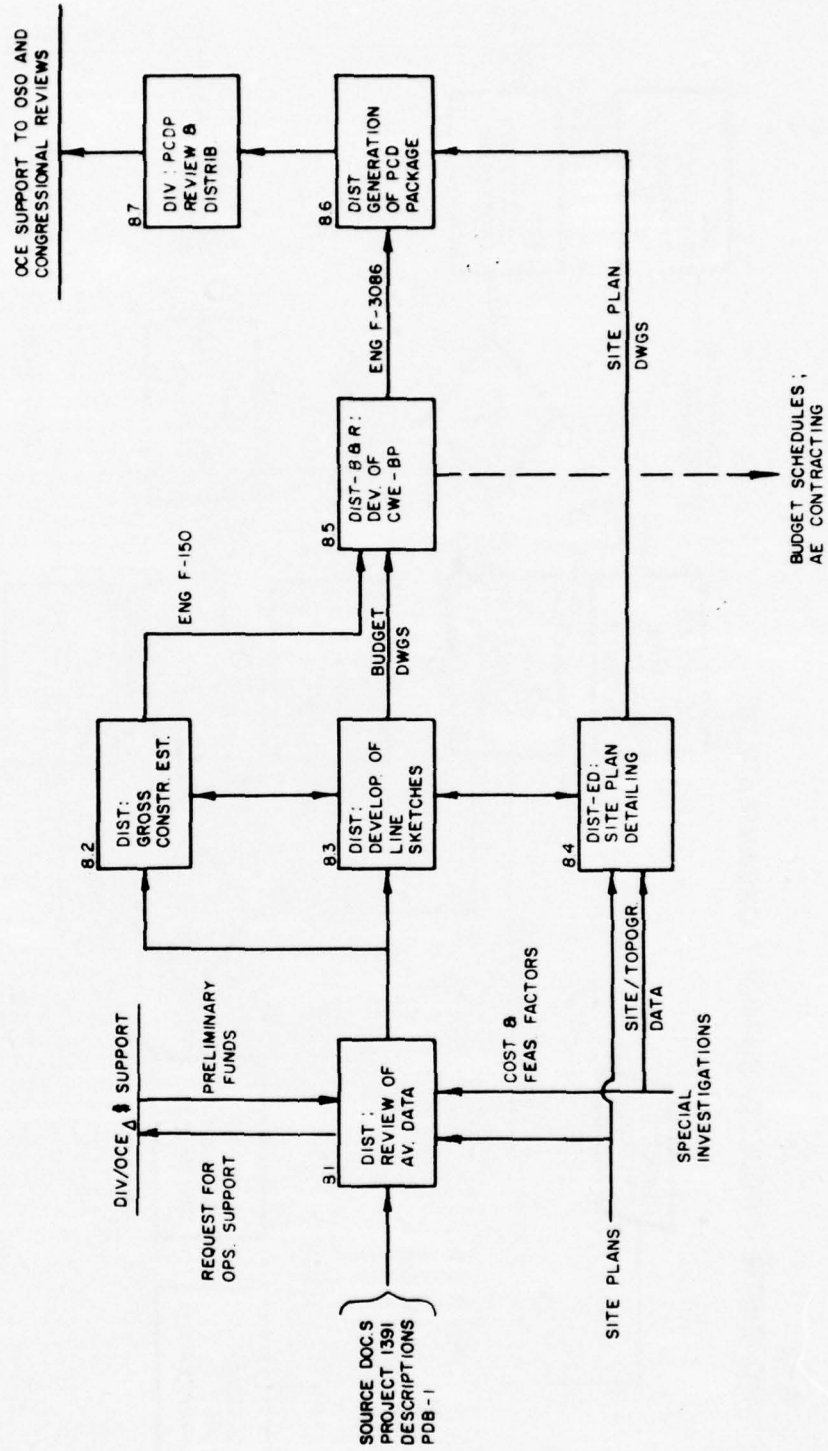 OCE SUPPORT TO OSO AND
CONGRESSIONAL REVIEWS
87
DIV: PCDP
REVIEW &
DISTRIB.
86
DIST
GENERATION
OF PCD
PACKAGE
ENG F-3086
SITE PLAN
DWGS
85
DIST-B&R:
DEV. OF
CWE-BP
BUDGET SCHEDULES;
AE CONTRACTING
ENG F-150
BUDGET
DWGS
82
DIST:
GROSS
CONSTR. EST.
83
DIST:
DEVELOP. OF
LINE
SKETCHES
84
DIST-ED:
SITE PLAN
DETAILING
DIV/OCE Δ $ SUPPORT
PRELIMINARY
FUNDS
REQUEST FOR
OPS. SUPPORT
81
DIST:
REVIEW OF
AV. DATA
COST &
FEAS. FACTORS
SITE/TOPOGR.
DATA
SPECIAL
INVESTIGATIONS
SITE PLANS
SOURCE DOC.S
PROJECT 1391
DESCRIPTIONS
PDB-1